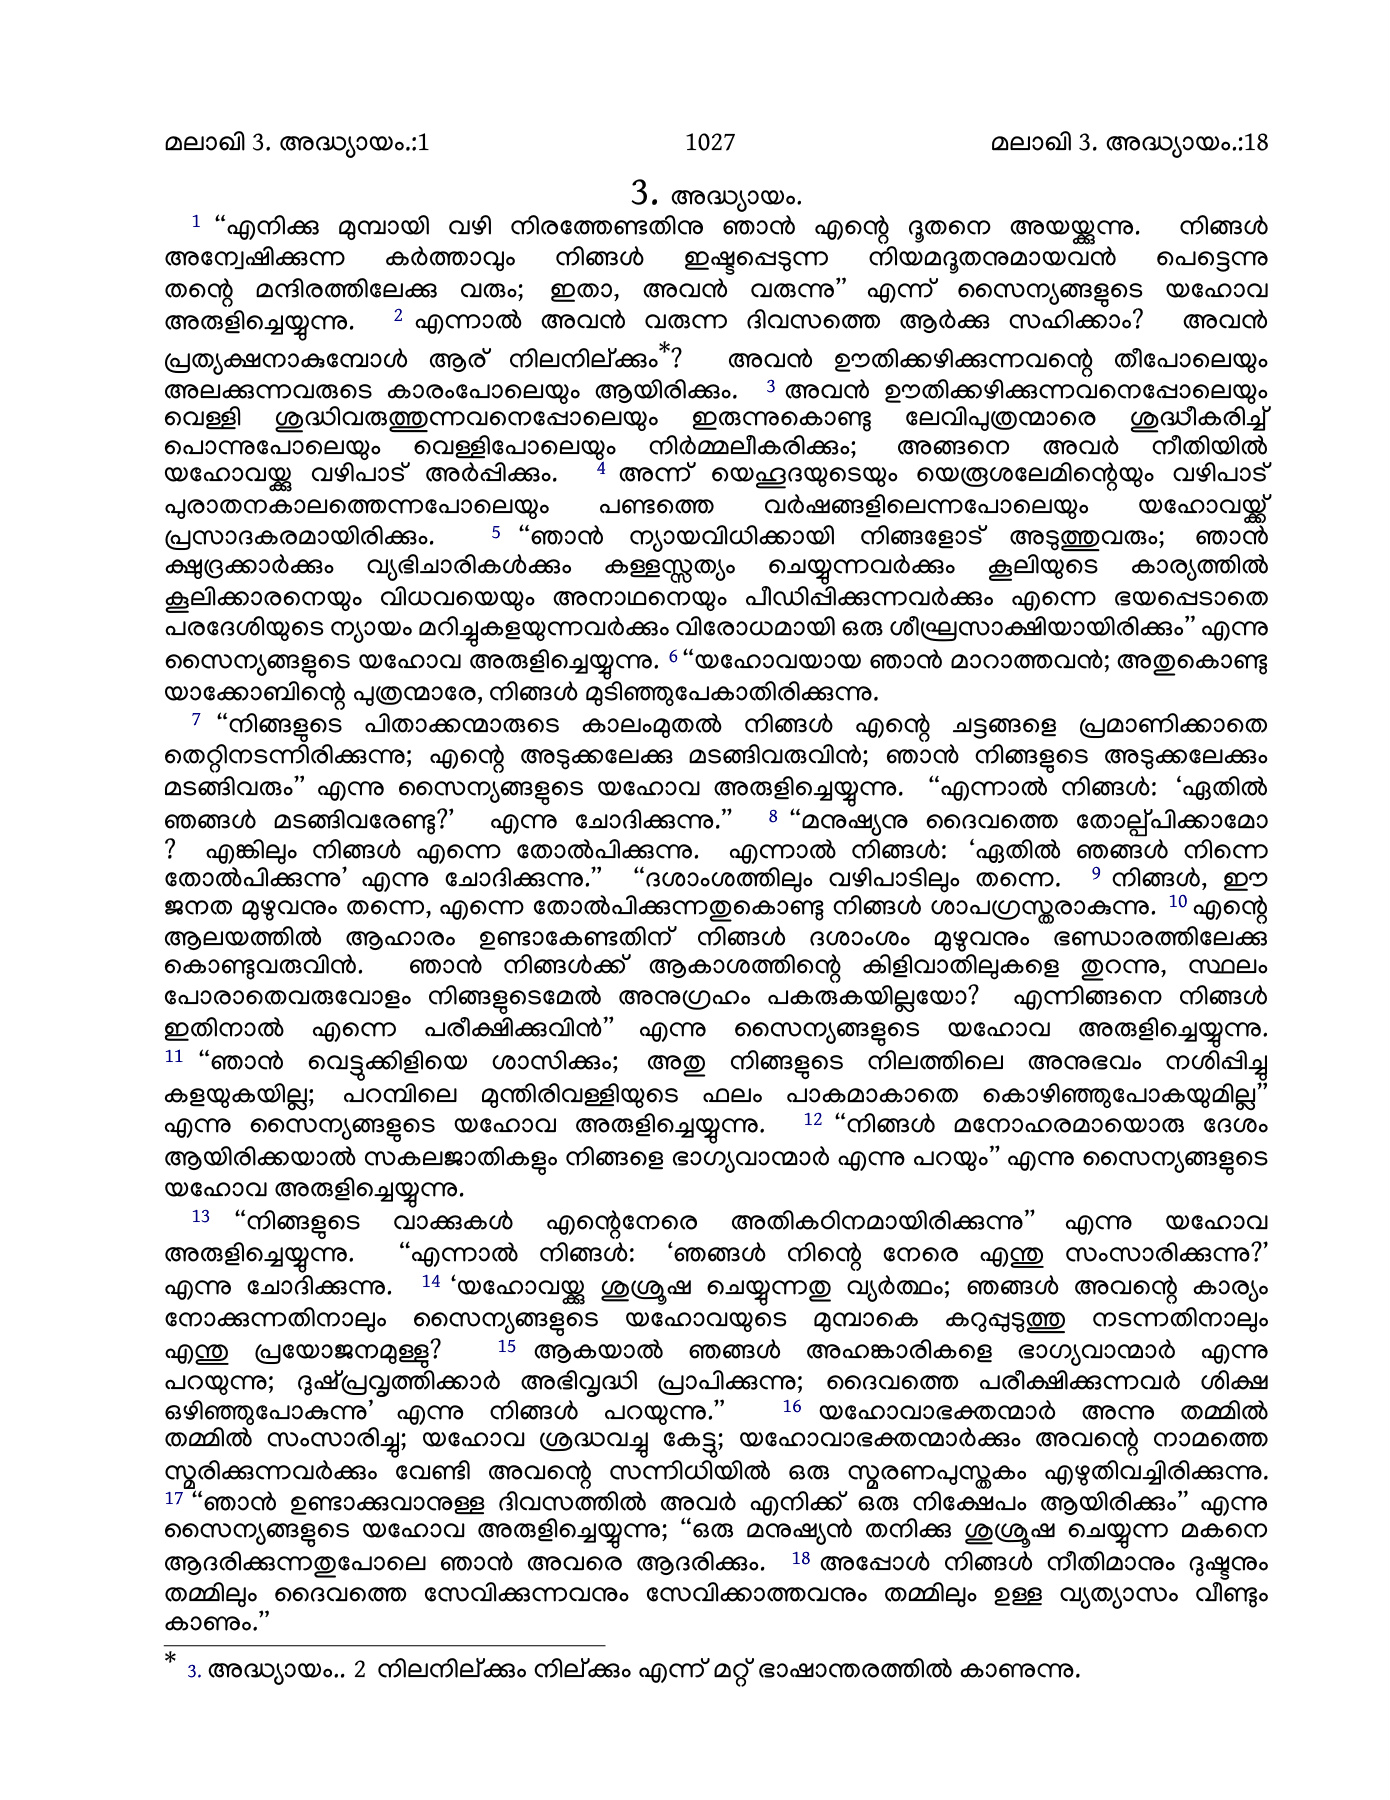 മലാഖി 3. അദ്ധ്യായം.:1 1027 മലാഖി 3. അദ്ധ്യായം.:18
3. അദ്ധ്യായം.
1 “എനിക്കു മുമ്പായി വഴി നിരത്തേണ്ടതിനു ഞാൻ എന്റെ ദൂതനെ അയയ്ക്കുന്നു. നിങ്ങൾ
അന്വേഷിക്കുന്ന കർത്താവും നിങ്ങൾ ഇഷ്ടപ്പെടുന്ന നിയമദൂതനുമായവൻ പെട്ടെന്നു
തന്റെ മന്ദിരത്തിലേക്കു വരും; ഇതാ, അവൻ വരുന്നു” എന്ന് സൈന്യങ്ങളുടെ യഹോവ
അരുളിച്ചെയ്യുന്നു. 2 എന്നാൽ അവൻ വരുന്ന ദിവസത്തെ ആർക്കു സഹിക്കാം? അവൻ
പ്രത്യക്ഷനാകുമ്പോൾ ആര് നിലനില്ക്കും*? അവൻ ഊതിക്കഴിക്കുന്നവന്റെ തീപോലെയും
അലക്കുന്നവരുടെ കാരംപോലെയും ആയിരിക്കും. 3 അവൻ ഊതിക്കഴിക്കുന്നവനെപ്പോലെയും
വെള്ളി ശുദ്ധിവരുത്തുന്നവനെപ്പോലെയും ഇരുന്നുകൊണ്ടു ലേവിപുത്രന്മാരെ ശുദ്ധീകരിച്ച്
പൊന്നുപോലെയും വെള്ളിപോലെയും നിർമ്മലീകരിക്കും; അങ്ങനെ അവർ നീതിയിൽ
യഹോവയ്ക്കു വഴിപാട് അർപ്പിക്കും. 4 അന്ന് യെഹൂദയുടെയും യെരൂശലേമിന്റെയും വഴിപാട്
പുരാതനകാലത്തെന്നപോലെയും പണ്ടത്തെ വർഷങ്ങളിലെന്നപോലെയും യഹോവയ്ക്ക്
പ്രസാദകരമായിരിക്കും. 5 “ഞാൻ ന്യായവിധിക്കായി നിങ്ങളോട് അടുത്തുവരും; ഞാൻ
ക്ഷുദ്രക്കാർക്കും വ്യഭിചാരികൾക്കും കള്ളസ്സത്യം ചെയ്യുന്നവർക്കും കൂലിയുടെ കാര്യത്തിൽ
കൂലിക്കാരനെയും വിധവയെയും അനാഥനെയും പീഡിപ്പിക്കുന്നവർക്കും എന്നെ ഭയപ്പെടാതെ
പരദേശിയുടെ ന്യായം മറിച്ചുകളയുന്നവർക്കും വിരോധമായി ഒരു ശീഘ്രസാക്ഷിയായിരിക്കും” എന്നു
സൈന്യങ്ങളുടെ യഹോവ അരുളിച്ചെയ്യുന്നു. 6 “യഹോവയായ ഞാൻ മാറാത്തവൻ; അതുകൊണ്ടു
യാക്കോബിന്റെ പുത്രന്മാരേ, നിങ്ങൾ മുടിഞ്ഞുപേകാതിരിക്കുന്നു.
7 “നിങ്ങളുടെ പിതാക്കന്മാരുടെ കാലംമുതൽ നിങ്ങൾ എന്റെ ചട്ടങ്ങളെ പ്രമാണിക്കാതെ
തെറ്റിനടന്നിരിക്കുന്നു; എന്റെ അടുക്കലേക്കു മടങ്ങിവരുവിൻ; ഞാൻ നിങ്ങളുടെ അടുക്കലേക്കും
മടങ്ങിവരും” എന്നു സൈന്യങ്ങളുടെ യഹോവ അരുളിച്ചെയ്യുന്നു. “എന്നാൽ നിങ്ങൾ: ‘ഏതിൽ
ഞങ്ങൾ മടങ്ങിവരേണ്ടു?’ എന്നു ചോദിക്കുന്നു.” 8 “മനുഷ്യനു ദൈവത്തെ തോല്പ്പിക്കാമോ
? എങ്കിലും നിങ്ങൾ എന്നെ തോൽപിക്കുന്നു. എന്നാൽ നിങ്ങൾ: ‘ഏതിൽ ഞങ്ങൾ നിന്നെ
തോൽപിക്കുന്നു’ എന്നു ചോദിക്കുന്നു.” “ദശാംശത്തിലും വഴിപാടിലും തന്നെ. 9 നിങ്ങൾ, ഈ
ജനത മുഴുവനും തന്നെ, എന്നെ തോൽപിക്കുന്നതുകൊണ്ടു നിങ്ങൾ ശാപഗ്രസ്തരാകുന്നു. 10 എന്റെ
ആലയത്തിൽ ആഹാരം ഉണ്ടാകേണ്ടതിന് നിങ്ങൾ ദശാംശം മുഴുവനും ഭണ്ഡാരത്തിലേക്കു
കൊണ്ടുവരുവിൻ. ഞാൻ നിങ്ങൾക്ക് ആകാശത്തിന്റെ കിളിവാതിലുകളെ തുറന്നു, സ്ഥലം
പോരാതെവരുവോളം നിങ്ങളുടെമേൽ അനുഗ്രഹം പകരുകയില്ലയോ? എന്നിങ്ങനെ നിങ്ങൾ
ഇതിനാൽ എന്നെ പരീക്ഷിക്കുവിൻ” എന്നു സൈന്യങ്ങളുടെ യഹോവ അരുളിച്ചെയ്യുന്നു.
11 “ഞാൻ വെട്ടുക്കിളിയെ ശാസിക്കും; അതു നിങ്ങളുടെ നിലത്തിലെ അനുഭവം നശിപ്പിച്ചു
കളയുകയില്ല; പറമ്പിലെ മുന്തിരിവള്ളിയുടെ ഫലം പാകമാകാതെ കൊഴിഞ്ഞുപോകയുമില്ല”
എന്നു സൈന്യങ്ങളുടെ യഹോവ അരുളിച്ചെയ്യുന്നു. 12 “നിങ്ങൾ മനോഹരമായൊരു ദേശം
ആയിരിക്കയാൽ സകലജാതികളും നിങ്ങളെ ഭാഗ്യവാന്മാർ എന്നു പറയും” എന്നു സൈന്യങ്ങളുടെ
യഹോവ അരുളിച്ചെയ്യുന്നു.
13 “നിങ്ങളുടെ വാക്കുകൾ എന്റെനേരെ അതികഠിനമായിരിക്കുന്നു” എന്നു യഹോവ
അരുളിച്ചെയ്യുന്നു. “എന്നാൽ നിങ്ങൾ: ‘ഞങ്ങൾ നിന്റെ നേരെ എന്തു സംസാരിക്കുന്നു?’
എന്നു ചോദിക്കുന്നു. 14 ‘യഹോവയ്ക്കു ശുശ്രൂഷ ചെയ്യുന്നതു വ്യർത്ഥം; ഞങ്ങൾ അവന്റെ കാര്യം
നോക്കുന്നതിനാലും സൈന്യങ്ങളുടെ യഹോവയുടെ മുമ്പാകെ കറുപ്പുടുത്തു നടന്നതിനാലും
എന്തു പ്രയോജനമുള്ളു? 15 ആകയാൽ ഞങ്ങൾ അഹങ്കാരികളെ ഭാഗ്യവാന്മാർ എന്നു
പറയുന്നു; ദുഷ്‌പ്രവൃത്തിക്കാർ അഭിവൃദ്ധി പ്രാപിക്കുന്നു; ദൈവത്തെ പരീക്ഷിക്കുന്നവർ ശിക്ഷ
ഒഴിഞ്ഞുപോകുന്നു’ എന്നു നിങ്ങൾ പറയുന്നു.” 16 യഹോവാഭക്തന്മാർ അന്നു തമ്മിൽ
തമ്മിൽ സംസാരിച്ചു; യഹോവ ശ്രദ്ധവച്ചു കേട്ടു; യഹോവാഭക്തന്മാർക്കും അവന്റെ നാമത്തെ
സ്മരിക്കുന്നവർക്കും വേണ്ടി അവന്റെ സന്നിധിയിൽ ഒരു സ്മരണപുസ്തകം എഴുതിവച്ചിരിക്കുന്നു.
17 “ഞാൻ ഉണ്ടാക്കുവാനുള്ള ദിവസത്തിൽ അവർ എനിക്ക് ഒരു നിക്ഷേപം ആയിരിക്കും” എന്നു
സൈന്യങ്ങളുടെ യഹോവ അരുളിച്ചെയ്യുന്നു; “ഒരു മനുഷ്യൻ തനിക്കു ശുശ്രൂഷ ചെയ്യുന്ന മകനെ
ആദരിക്കുന്നതുപോലെ ഞാൻ അവരെ ആദരിക്കും. 18 അപ്പോൾ നിങ്ങൾ നീതിമാനും ദുഷ്ടനും
തമ്മിലും ദൈവത്തെ സേവിക്കുന്നവനും സേവിക്കാത്തവനും തമ്മിലും ഉള്ള വ്യത്യാസം വീണ്ടും
കാണും.”
* 3. അദ്ധ്യായം.. 2 നിലനില്ക്കും നില്ക്കും എന്ന് മറ്റ് ഭാഷാന്തരത്തിൽ കാണുന്നു.